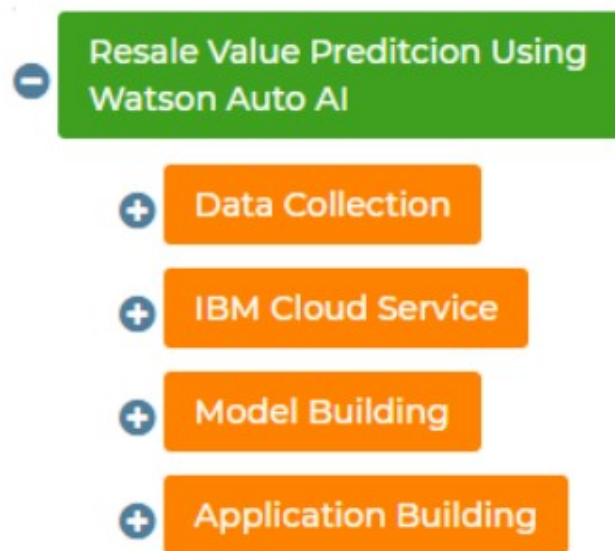 Resale Value Preditcion Using
Watson Auto AI
Data Collection
IBM Cloud Service
Model Building
Application Building